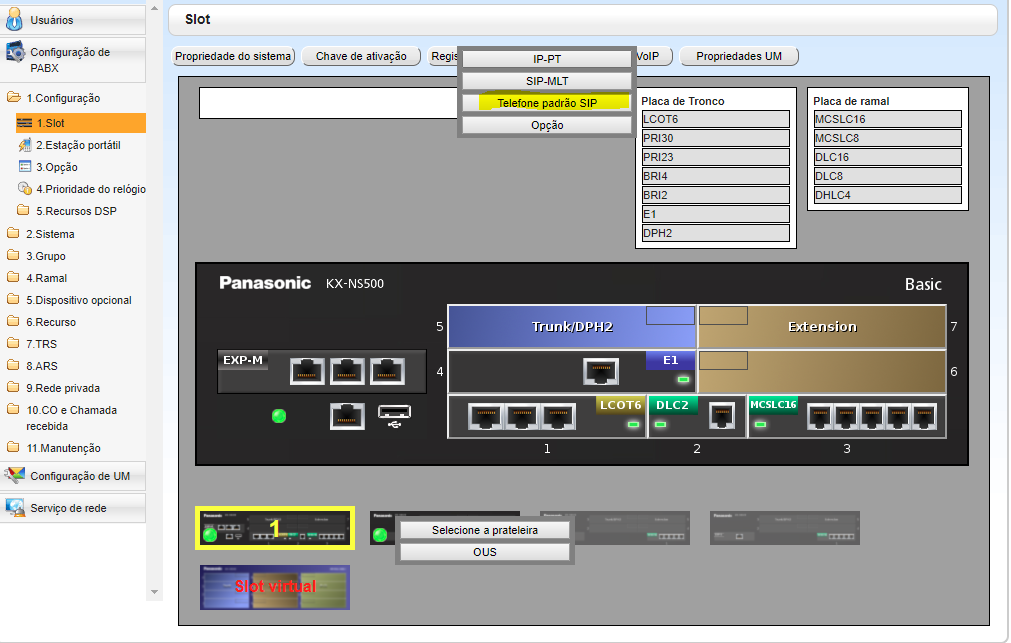 Usuários
Configuração de
PABX
1.Configuração
1.Slot
2.Estação portátil
3.Opção
4.Prioridade do relógio
5.Recursos DSP
2.Sistema
3.Grupo
4.Ramal
5.Dispositivo opcional
6.Recurso
7.TRS
8.ARS
9.Rede privada
10.CO e Chamada
recebida
11.Manutenção
Configuração de UM
Serviço de rede
Slot
Propriedade do sistema
Chave de ativação
Regis
VoIP
Propriedades UM
IP-PT
SIP-MLT
Telefone padrão SIP
Opção
Placa de Tronco
LCOT6
PRI30
PRI23
BRI4
BRI2
E1
DPH2
Placa de ramal
MCSLC16
MCSLC8
DLC16
DLC8
DHLC4
Panasonic KX-NS500
Basic
5
Trunk/DPH2
Extension
7
EXP-M
4
E1
6
LCOT6
DLC2
MCSLC16
1
2
3
1
Selecione a prateleira
OUS
Slot virtual